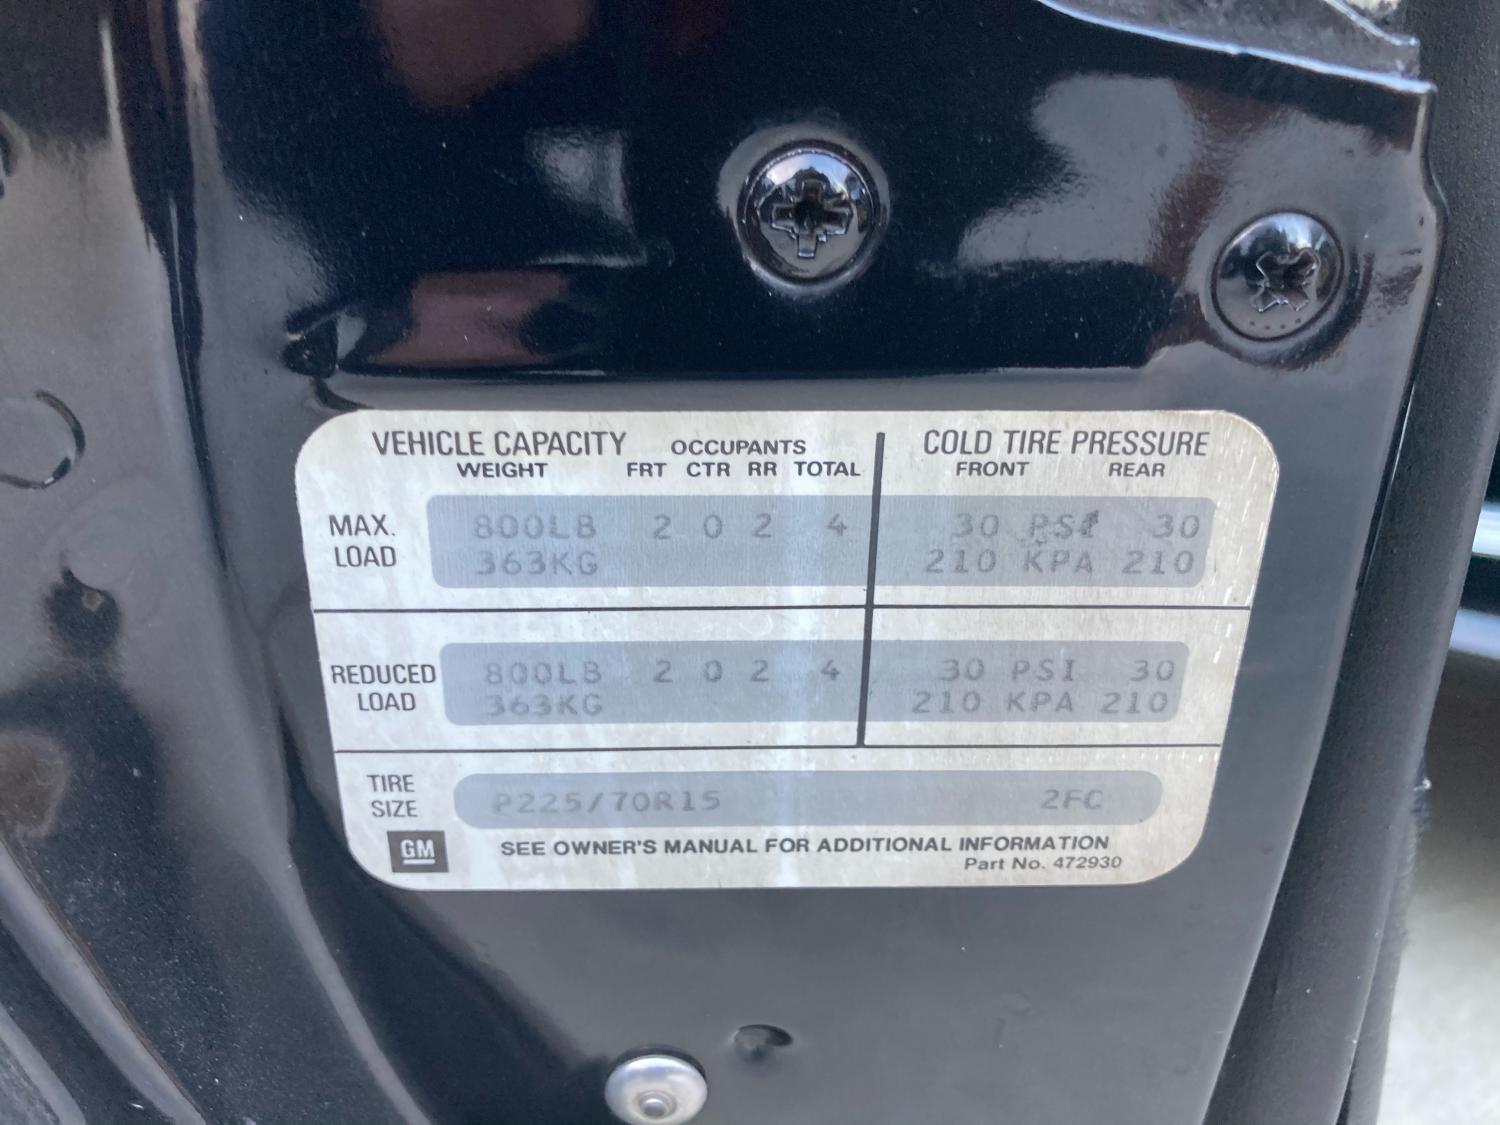 VEHICLE CAPACITY OCCUPANTS COLD TIRE PRESSURE
WEIGHT FRT CTR RR TOTAL FRONT REAR
MAX. LOAD
800LB 2 0 2 4 30 PSI 30
363KG 210 KPA 210
REDUCED LOAD
800LB 2 0 2 4 30 PSI 30
363KG 210 KPA 210
TIRE SIZE
P225/70R15 2FC
GM SEE OWNER'S MANUAL FOR ADDITIONAL INFORMATION
Part No. 472930